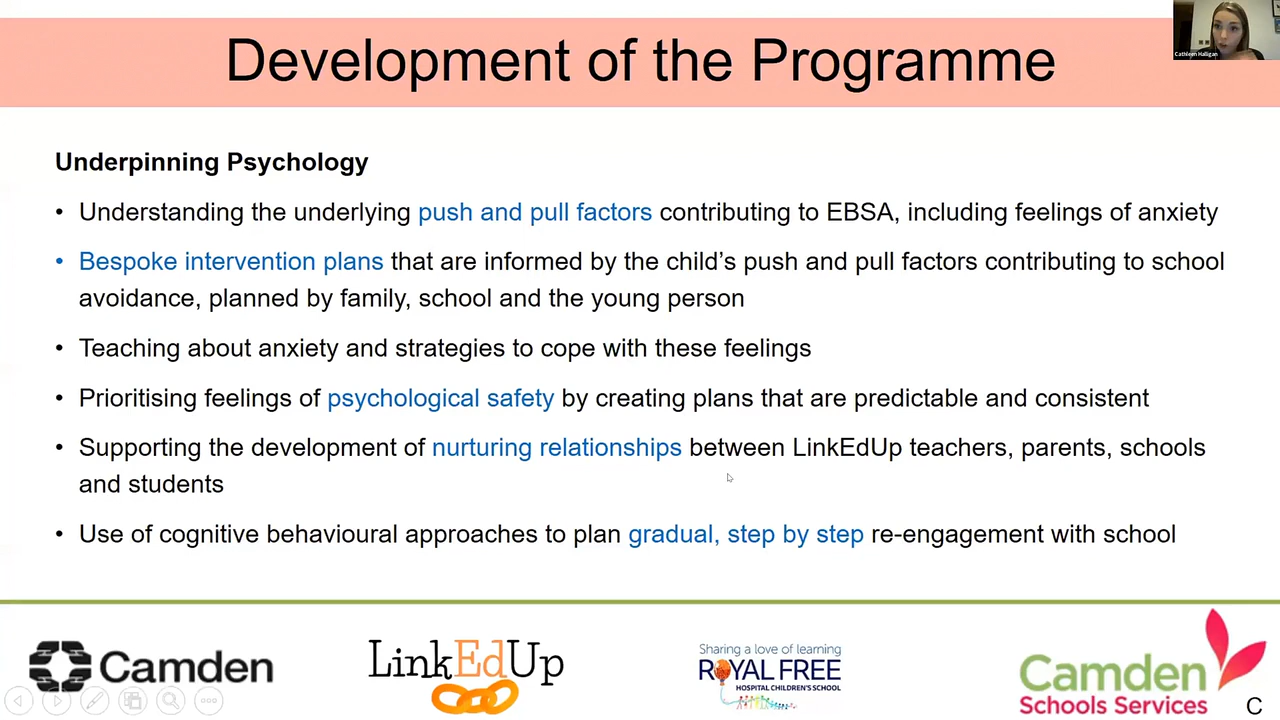 Cathleen Halligan
Development of the Programme
Underpinning Psychology
• Understanding the underlying push and pull factors contributing to EBSA, including feelings of anxiety
• Bespoke intervention plans that are informed by the child's push and pull factors contributing to school
avoidance, planned by family, school and the young person
• Teaching about anxiety and strategies to cope with these feelings
• Prioritising feelings of psychological safety by creating plans that are predictable and consistent
• Supporting the development of nurturing relationships between LinkEdUp teachers, parents, schools
and students
• Use of cognitive behavioural approaches to plan gradual, step by step re-engagement with school
Camden
LinkEdUp
Sharing a love of learning
ROYAL FREE
HOSPITAL CHILDREN'S SCHOOL
Camden
Schools Services
C